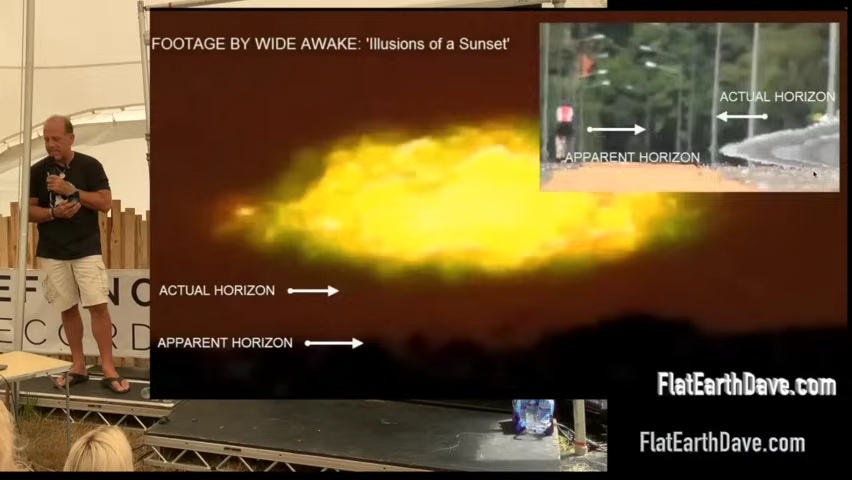 FOOTAGE BY WIDE AWAKE: 'Illusions of a Sunset'
ACTUAL HORIZON
APPARENT HORIZON
ACTUAL HORIZON
APPARENT HORIZON
FlatEarthDave.com
FlatEarthDave.com